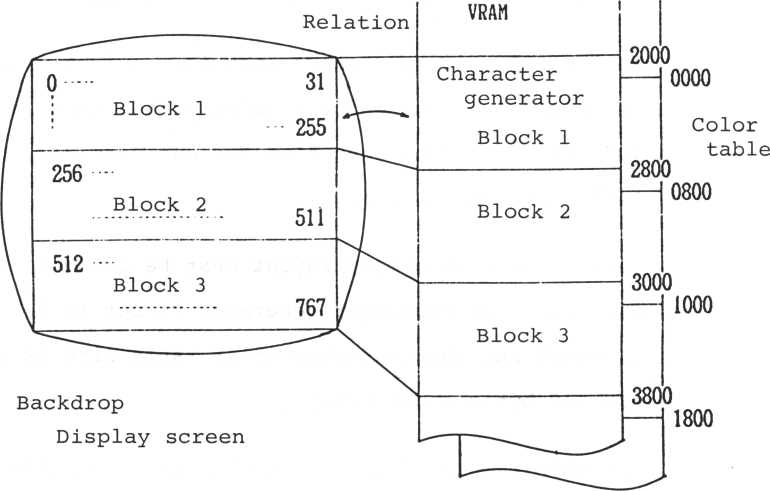 Relation
VRAM
2000
0000
0 31
Character
generator
Block 1
255
Block 1
Color
table
2800
0800
256
Block 2
511
Block 2
3000
1000
512
Block 3
767
Block 3
3800
1800
Backdrop
Display screen